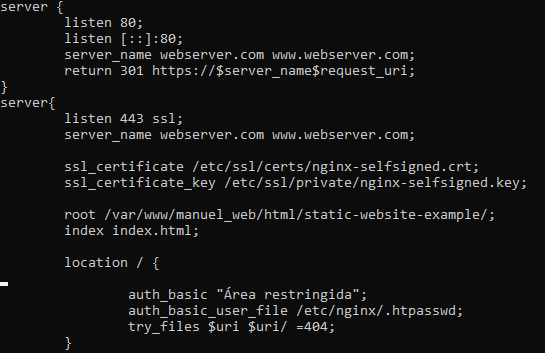 server {
listen 80;
listen [::]:80;
server_name webserver.com www.webserver.com;
return 301 https://$server_name$request_uri;
}
server{
listen 443 ssl;
server_name webserver.com www.webserver.com;
ssl_certificate /etc/ssl/certs/nginx-selfsigned.crt;
ssl_certificate_key /etc/ssl/private/nginx-selfsigned.key;
root /var/www/manuel_web/html/static-website-example/;
index index.html;
location / {
auth_basic "Área restringida";
auth_basic_user_file /etc/nginx/.htpasswd;
try_files $uri $uri/ =404;
}